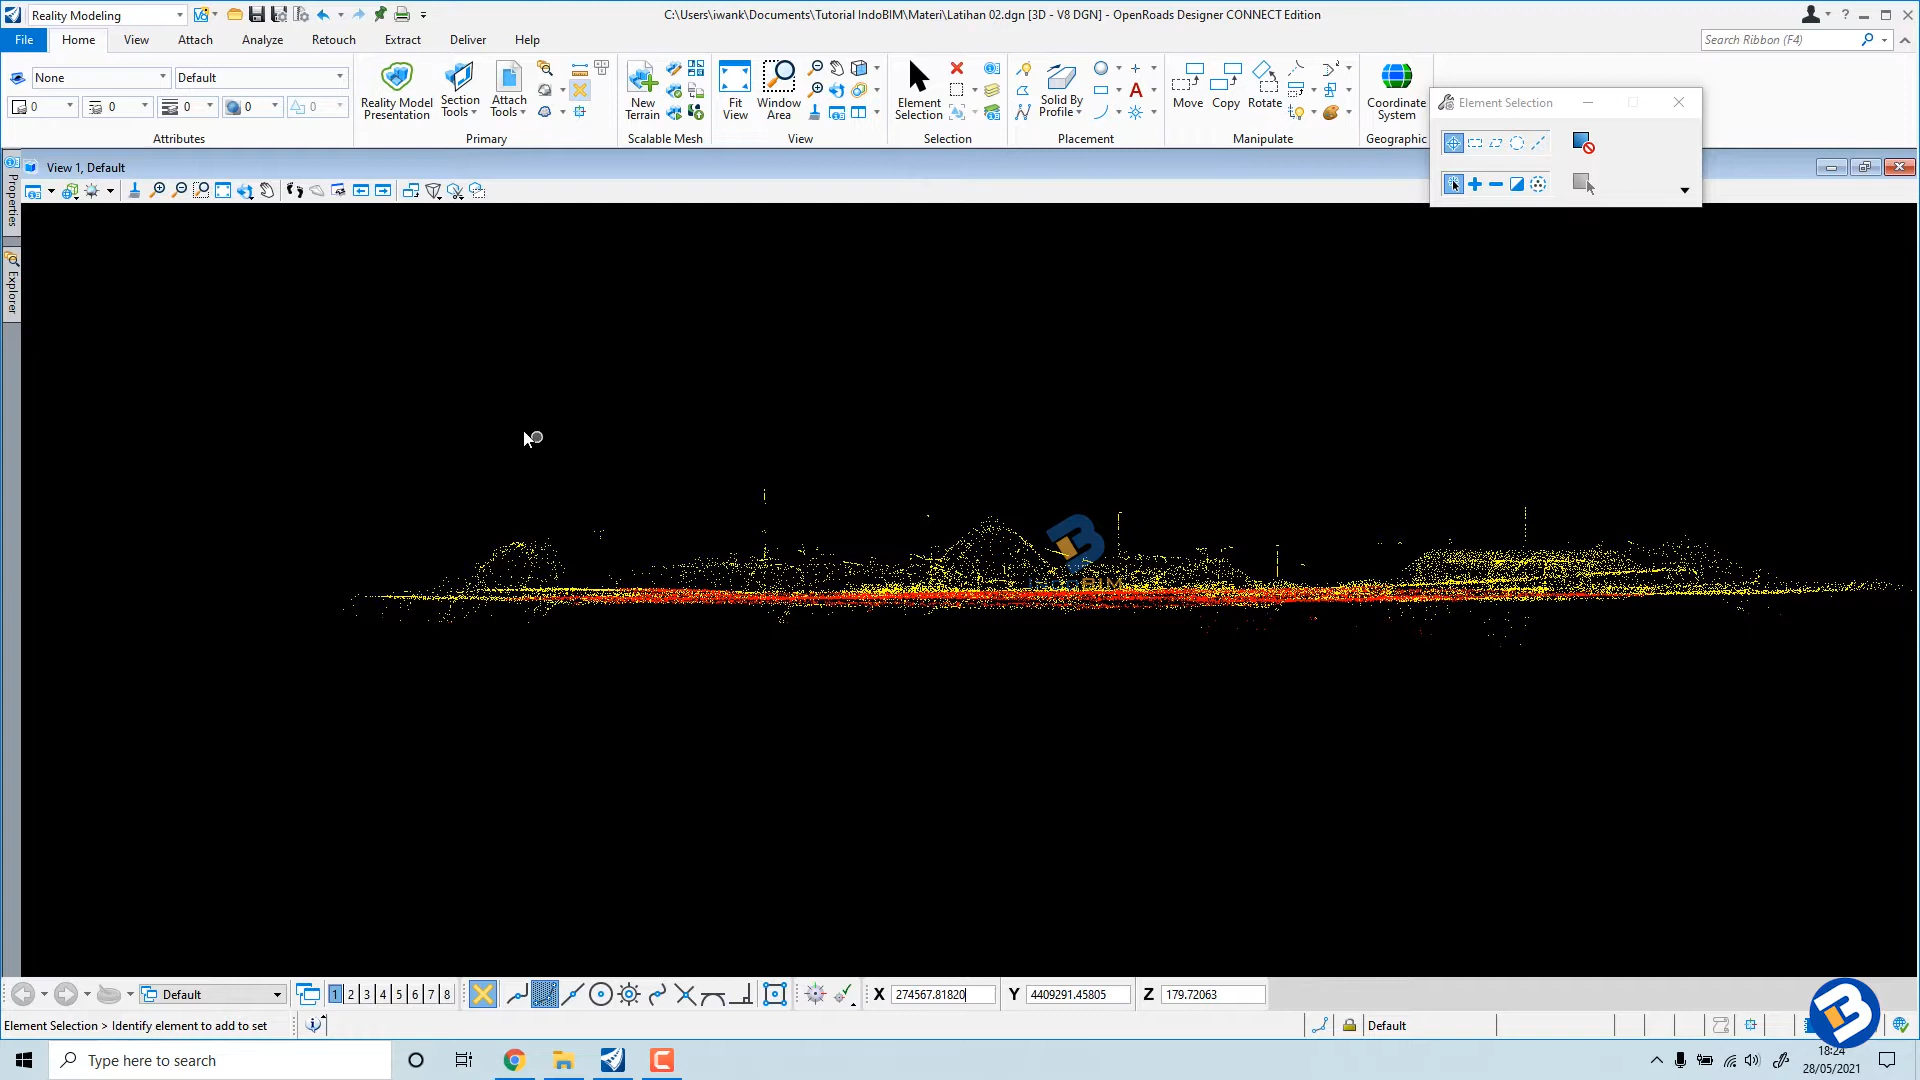 Reality Modeling
C:\Users\iwank\Documents\Tutorial IndoBIM\Materi\Latihan 02.dgn [3D - V8 DGN] - OpenRoads Designer CONNECT Edition
File Home View Attach Analyze Retouch Extract Deliver Help
Search Ribbon (F4)
None Default
0 0 0 0 0
Attributes
Reality Model Presentation
Section Tools
Attach Tools
Primary
New Terrain
Scalable Mesh
Fit View
Window Area
View
Element Selection
Selection
Solid By Profile
Placement
Move Copy Rotate
Manipulate
Coordinate System
Geographic
Element Selection
View 1, Default
Properties
Explorer
Default
1 2 3 4 5 6 7 8
X 274567.81820
Y 4409291.45805
Z 179.72063
Element Selection > Identify element to add to set
Default
Type here to search
18:24
28/05/2021